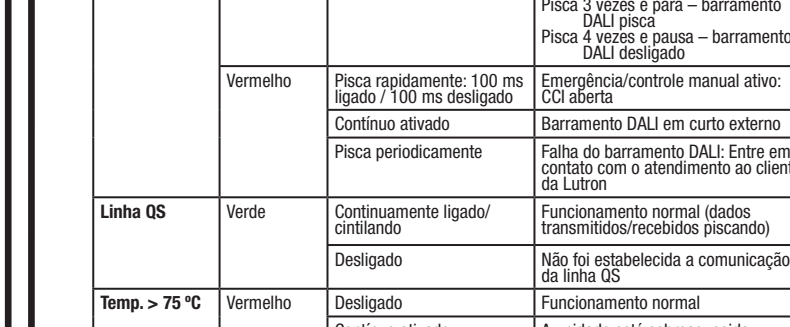 Pisca 3 vezes e para – barramento
DALI pisca
Pisca 4 vezes e pausa – barramento
DALI desligado
Vermelho
Pisca rapidamente: 100 ms
ligado / 100 ms desligado
Emergência/controle manual ativo:
CCI aberta
Contínuo ativado
Barramento DALI em curto externo
Pisca periodicamente
Falha do barramento DALI: Entre em
contato com o atendimento ao client
da Lutron
Linha QS
Verde
Continuamente ligado/
cintilando
Funcionamento normal (dados
transmitidos/recebidos piscando)
Desligado
Não foi estabelecida a comunicação
da linha QS
Temp. > 75 ºC
Vermelho
Desligado
Funcionamento normal